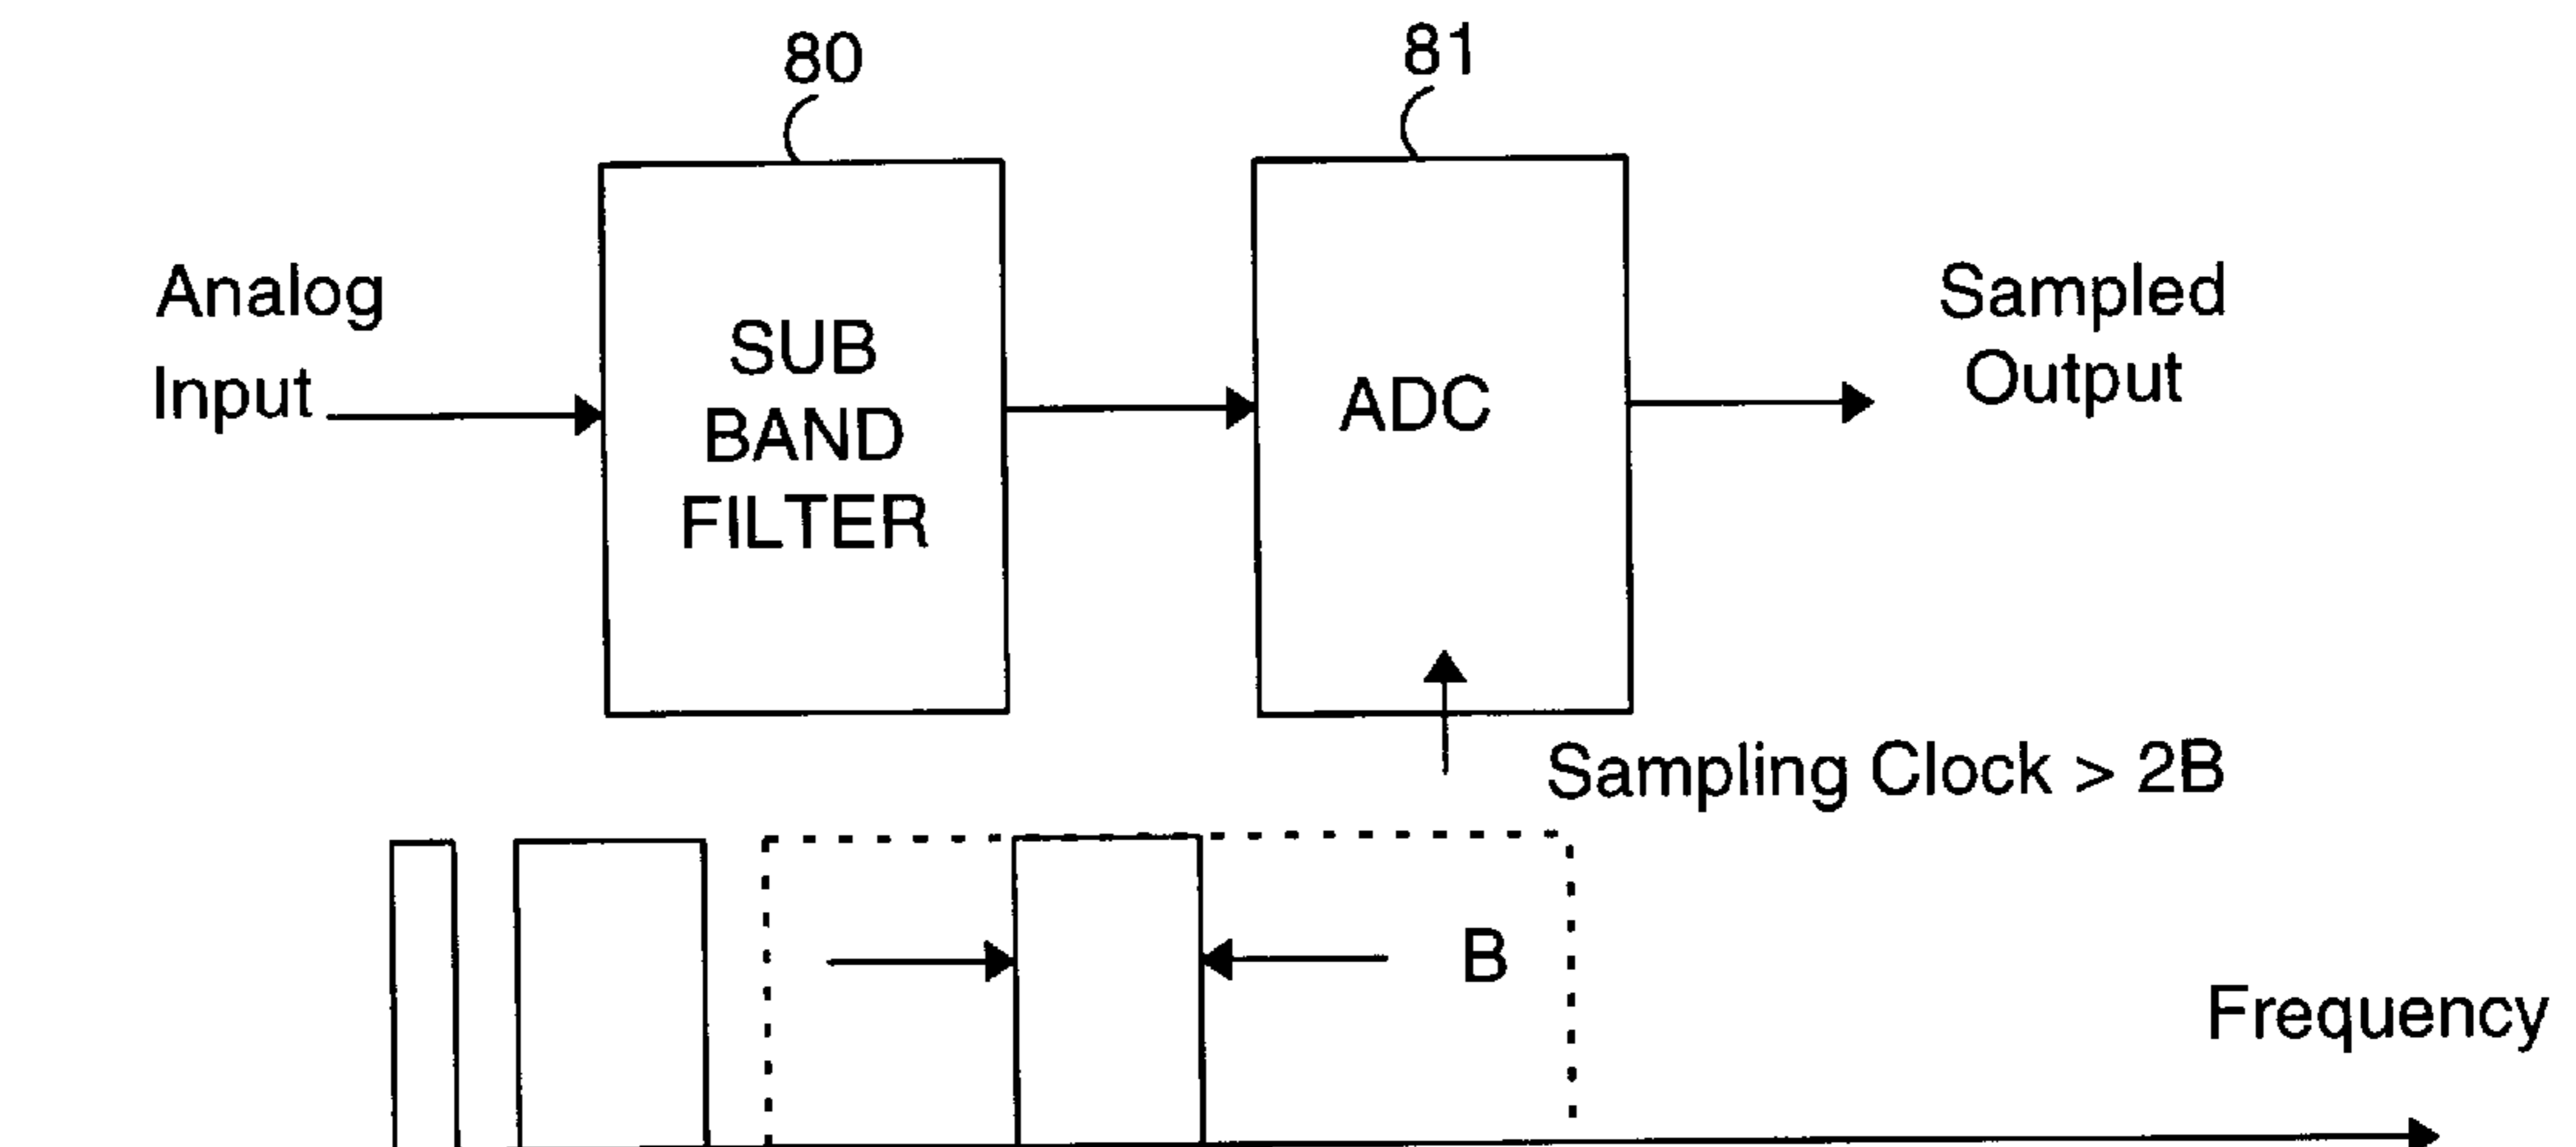 80
81
Analog
Input
SUB
BAND
FILTER
ADC
Sampled
Output
Sampling Clock > 2B
B
Frequency